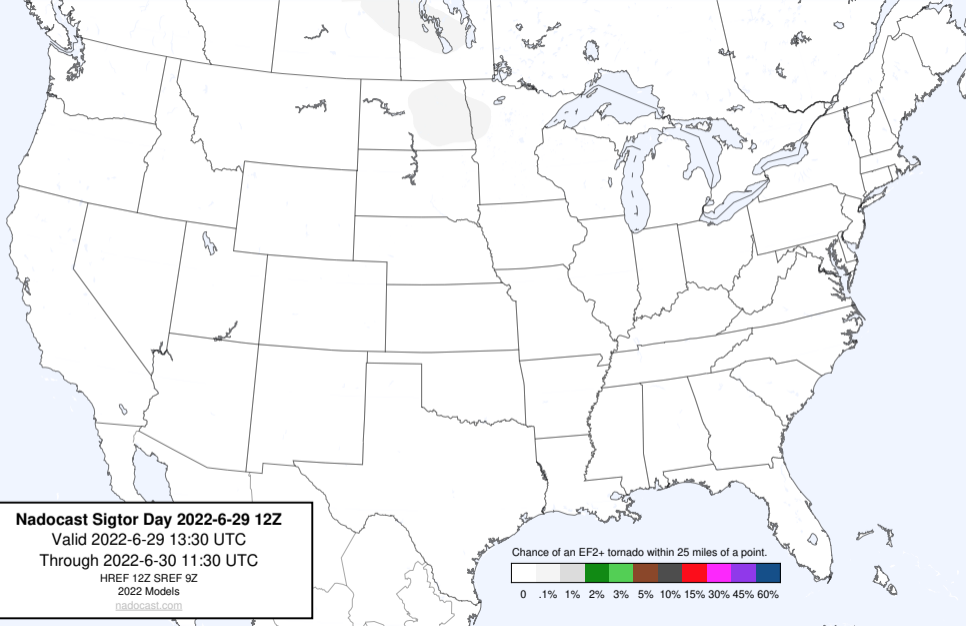 Nadocast Sigtor Day 2022-6-29 12Z
Valid 2022-6-29 13:30 UTC
Through 2022-6-30 11:30 UTC
HREF 12Z SREF 9Z
2022 Models
nadocast.com
Chance of an EF2+ tornado within 25 miles of a point.
0 .1% 1% 2% 3% 5% 10% 15% 30% 45% 60%